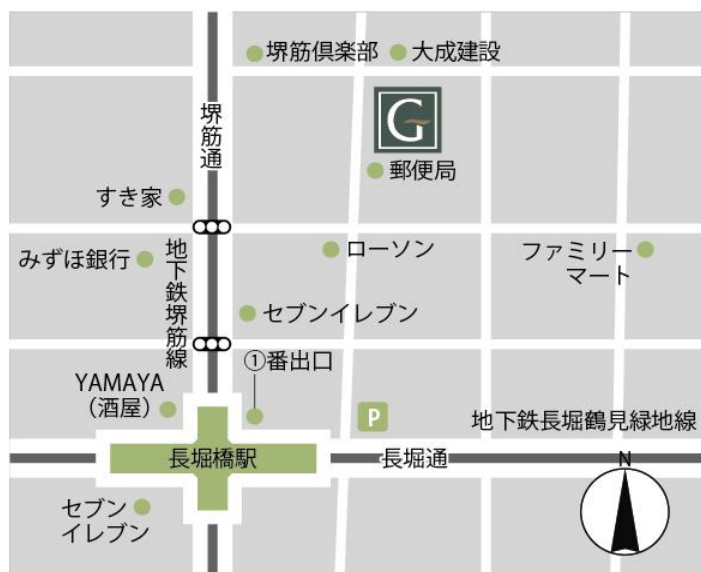 堺筋倶楽部
大成建設
G
堺筋通
郵便局
すき家
みずほ銀行
地下鉄堺筋線
ローソン
ファミリー
マート
セブンイレブン
①番出口
YAMAYA
（酒屋）
P
地下鉄長堀鶴見緑地線
長堀橋駅
長堀通
N
セブン
イレブン